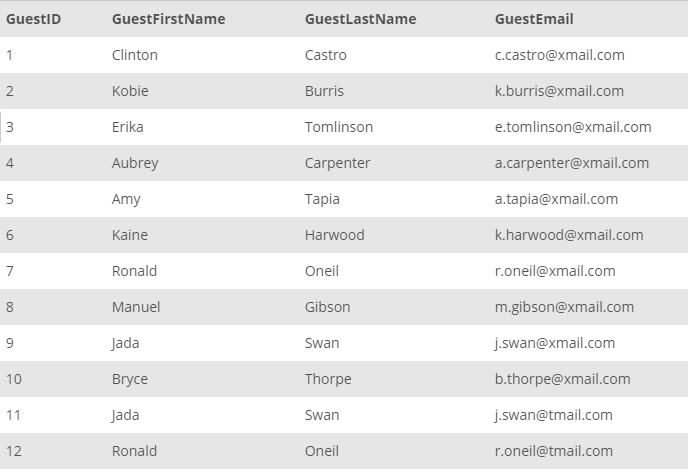 GuestID GuestFirstName GuestLastName GuestEmail
1 Clinton Castro c.castro@xmail.com
2 Kobie Burris k.burris@xmail.com
3 Erika Tomlinson e.tomlinson@xmail.com
4 Aubrey Carpenter a.carpenter@xmail.com
5 Amy Tapia a.tapia@xmail.com
6 Kaine Harwood k.harwood@xmail.com
7 Ronald Oneil r.oneil@xmail.com
8 Manuel Gibson m.gibson@xmail.com
9 Jada Swan j.swan@xmail.com
10 Bryce Thorpe b.thorpe@xmail.com
11 Jada Swan j.swan@tmail.com
12 Ronald Oneil r.oneil@tmail.com